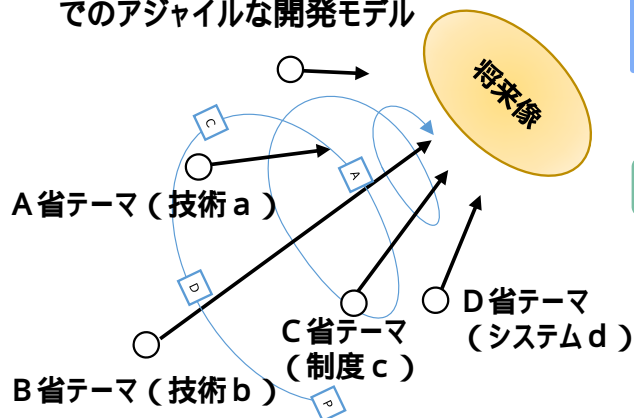 でのアジャイルな開発モデル
将来像
C
A
A省テーマ（技術a）
D
D省テーマ
（システムd）
C省テーマ
（制度c）
B省テーマ（技術b）
P